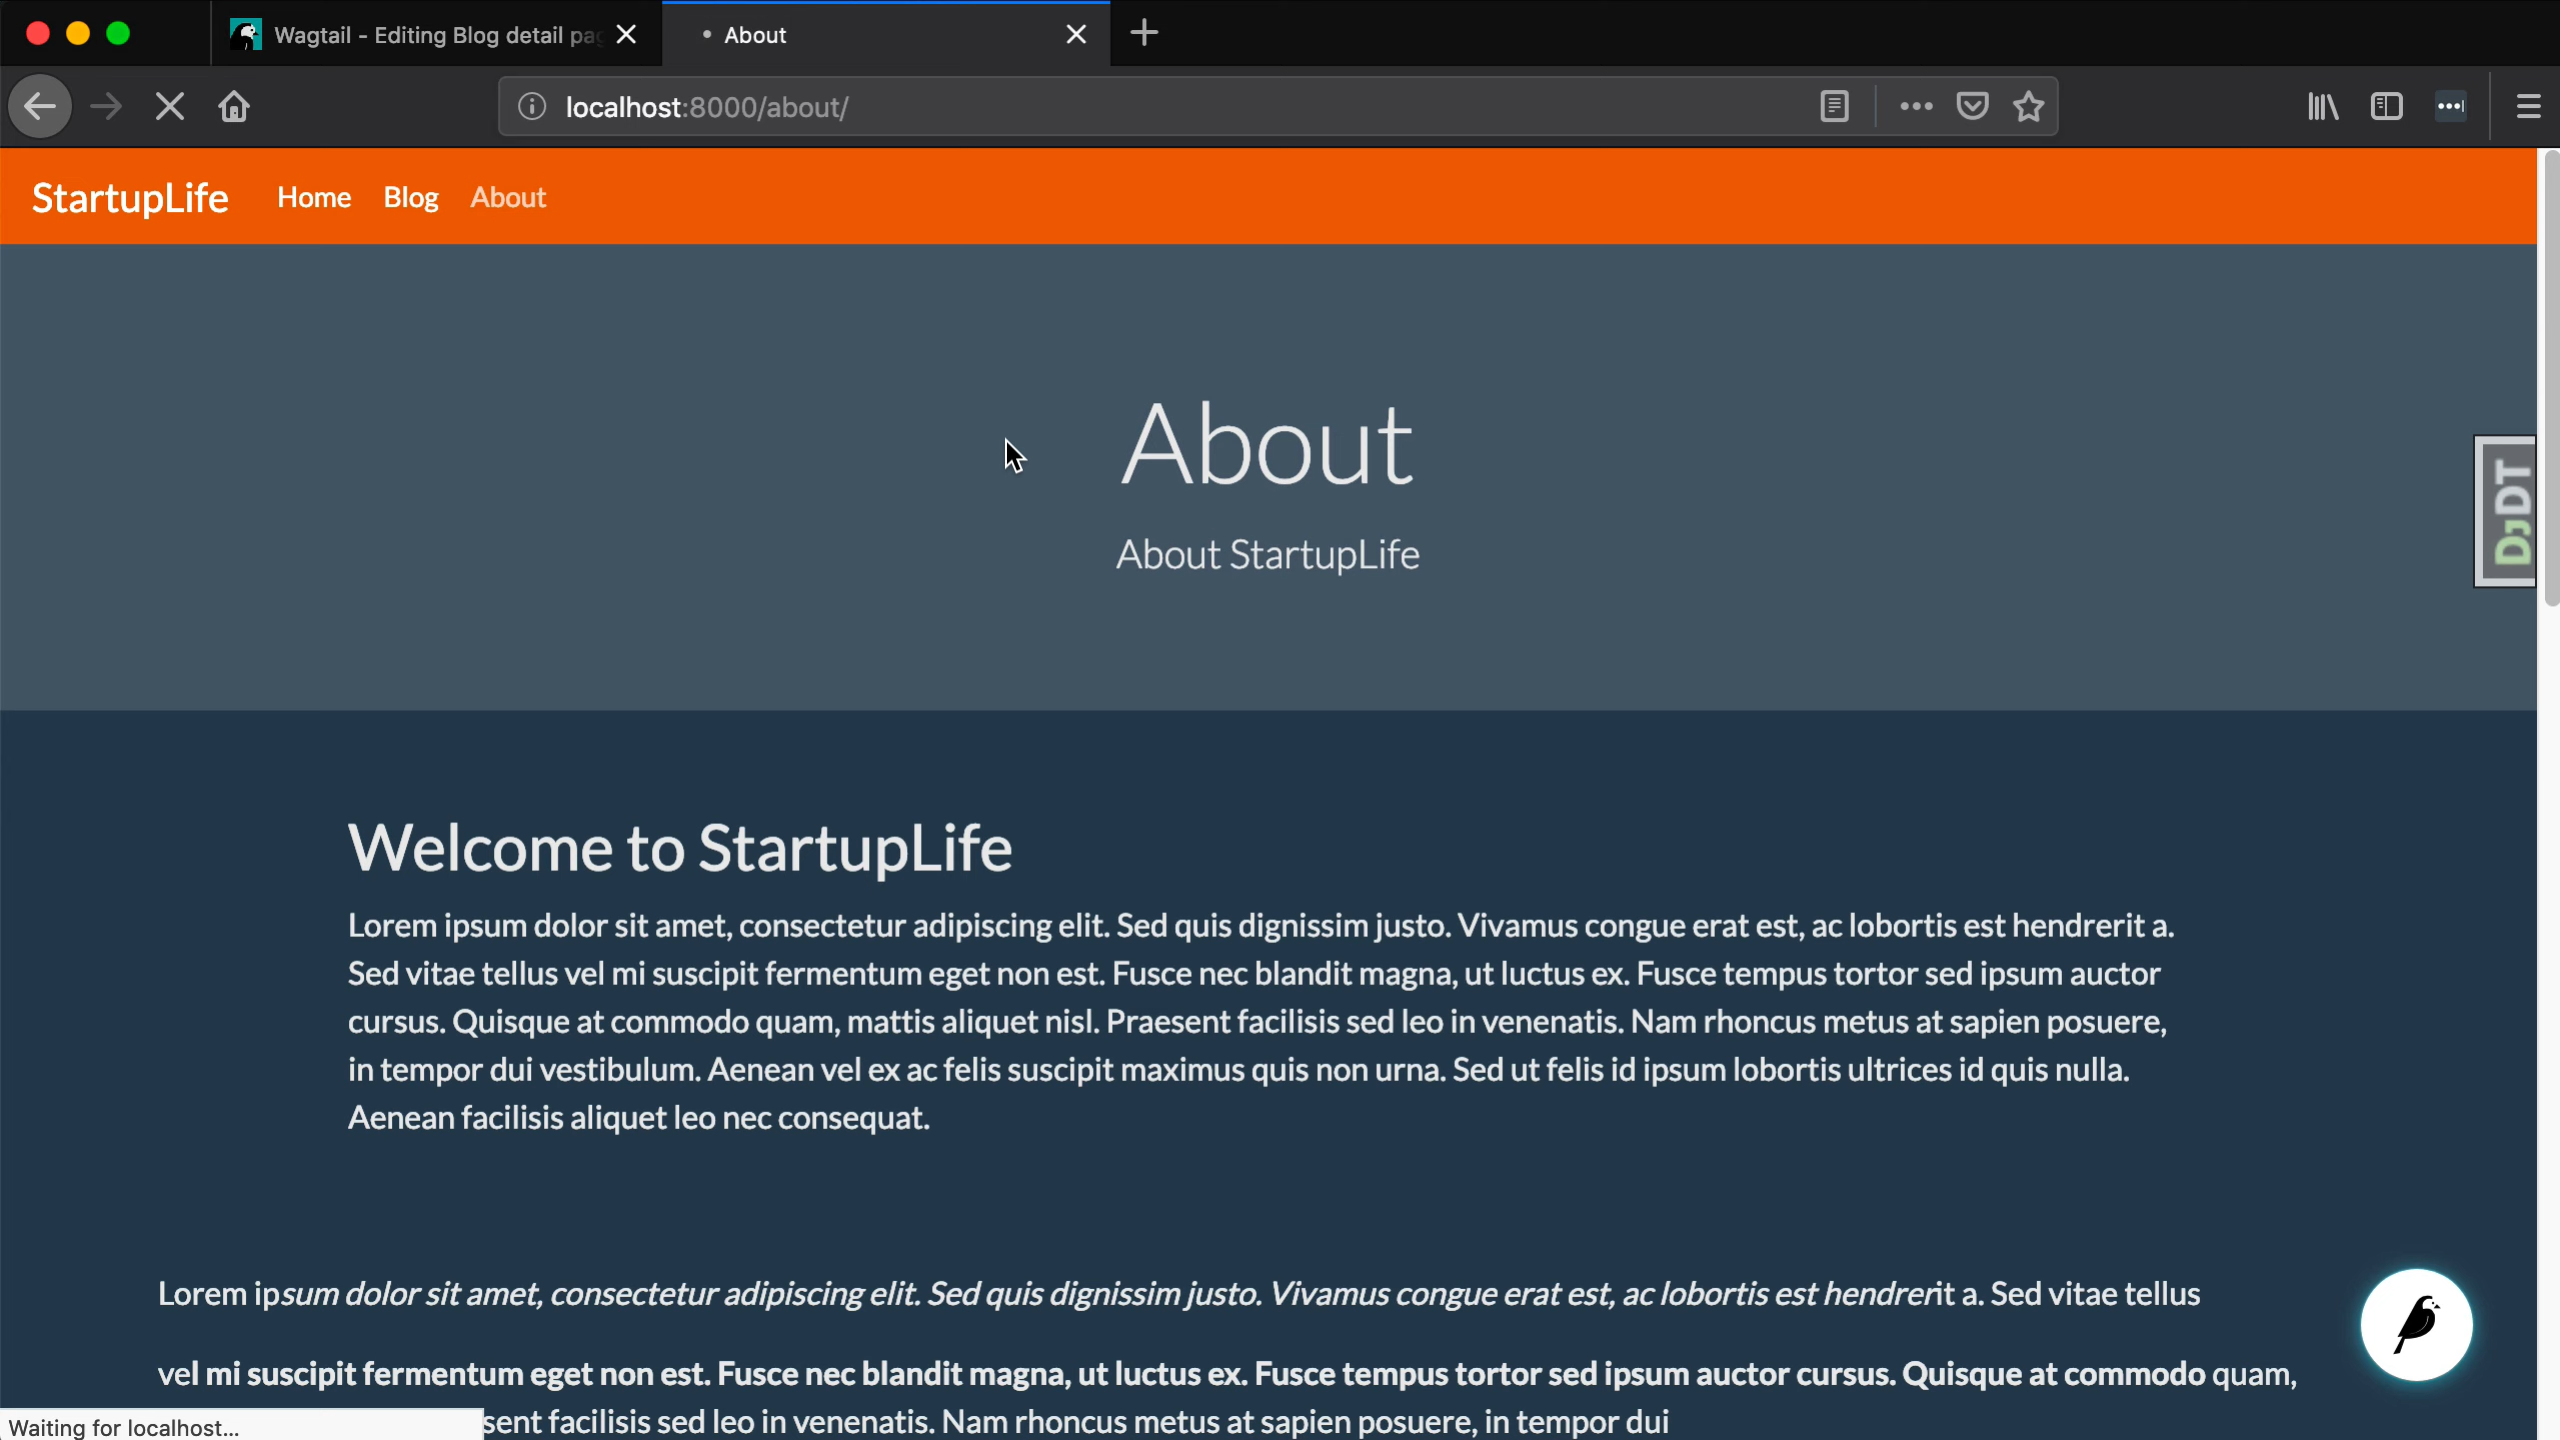 Wagtail - Editing Blog detail pag
About
localhost:8000/about/
StartupLife Home Blog About
About
About StartupLife
DJDT
Welcome to StartupLife
Lorem ipsum dolor sit amet, consectetur adipiscing elit. Sed quis dignissim justo. Vivamus congue erat est, ac lobortis est hendrerit a.
Sed vitae tellus vel mi suscipit fermentum eget non est. Fusce nec blandit magna, ut luctus ex. Fusce tempus tortor sed ipsum auctor
cursus. Quisque at commodo quam, mattis aliquet nisl. Praesent facilisis sed leo in venenatis. Nam rhoncus metus at sapien posuere,
in tempor dui vestibulum. Aenean vel ex ac felis suscipit maximus quis non urna. Sed ut felis id ipsum lobortis ultrices id quis nulla.
Aenean facilisis aliquet leo nec consequat.
Lorem ipsum dolor sit amet, consectetur adipiscing elit. Sed quis dignissim justo. Vivamus congue erat est, ac lobortis est hendrerit a. Sed vitae tellus
vel mi suscipit fermentum eget non est. Fusce nec blandit magna, ut luctus ex. Fusce tempus tortor sed ipsum auctor cursus. Quisque at commodo quam,
sent facilisis sed leo in venenatis. Nam rhoncus metus at sapien posuere, in tempor dui
Waiting for localhost...